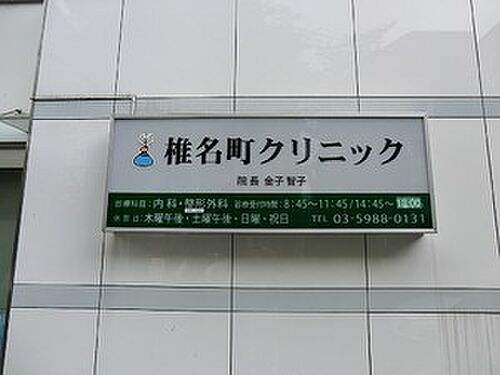 椎名町クリニック
院長 金子智子
診療科目：内科・整形外科 診療受付時間：8:45～11:45/14:45～18:00
休診日：木曜午後・土曜午後・日曜・祝日 TEL 03-5988-0131